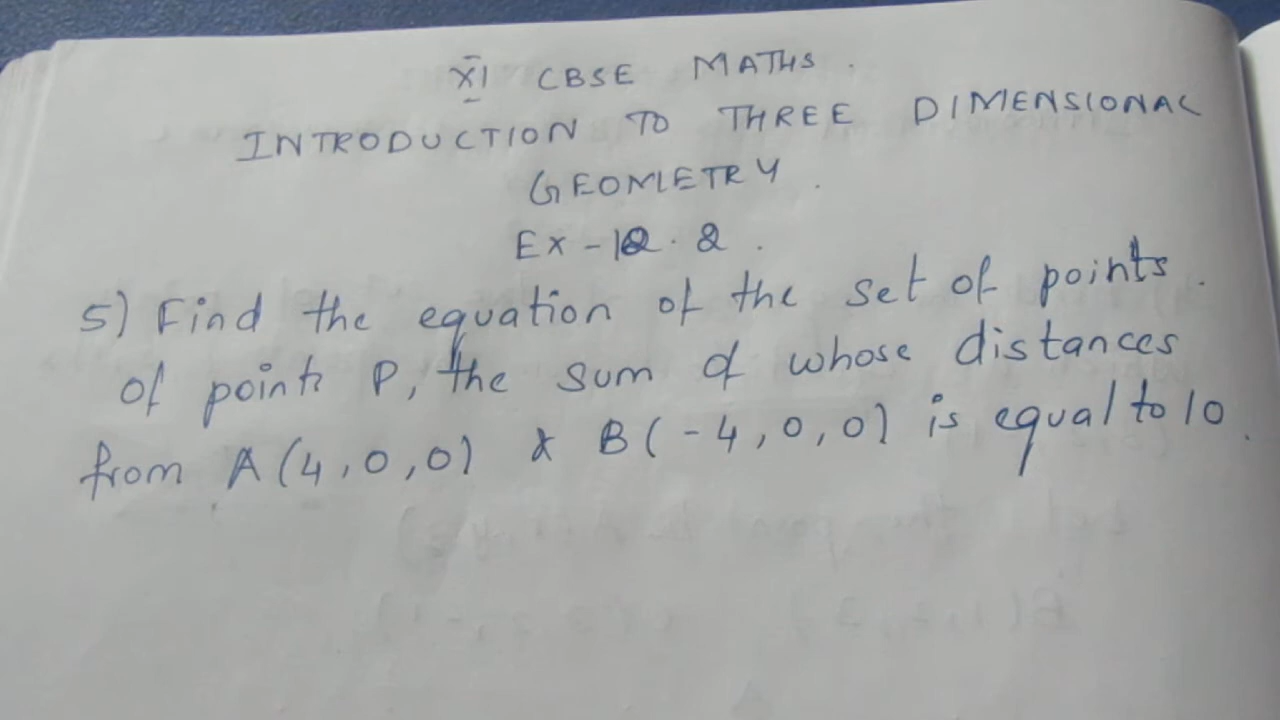 XI CBSE MATHS.
INTRODUCTION TO THREE DIMENSIONAL
GEOMETRY.
Ex-12.2.
5) Find the equation of the set of points.
of points P, the sum of whose distances
from A(4,0,0) & B(-4,0,0) is equal to 10.